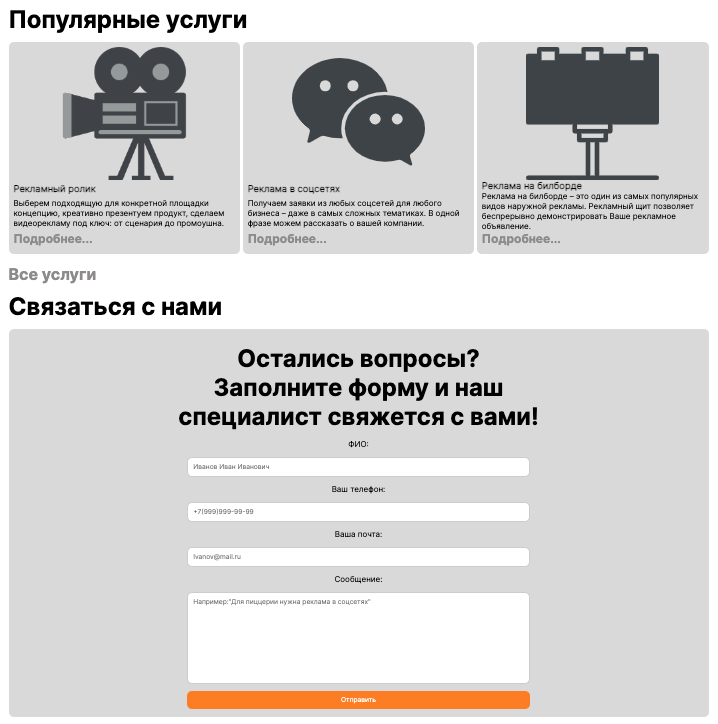 Популярные услуги
Рекламный ролик
Выберем подходящую для конкретной площадки
концепцию, креативно презентуем продукт, сделаем
видеорекламу под ключ: от сценария до промоушна.
Подробнее...
Реклама в соцсетях
Получаем заявки из любых соцсетей для любого
бизнеса – даже в самых сложных тематиках. В одной
фразе можем рассказать о вашей компании.
Подробнее...
Реклама на билборде
Реклама на билборде – это один из самых популярных
видов наружной рекламы. Рекламный щит позволяет
беспрерывно демонстрировать Ваше рекламное
объявление.
Подробнее...
Все услуги
Связаться с нами
Остались вопросы?
Заполните форму и наш
специалист свяжется с вами!
ФИО:
Иванов Иван Иванович
Ваш телефон:
+7(999)999-99-99
Ваша почта:
ivanov@mail.ru
Сообщение:
Например:"Для пиццерии нужна реклама в соцсетях"
Отправить